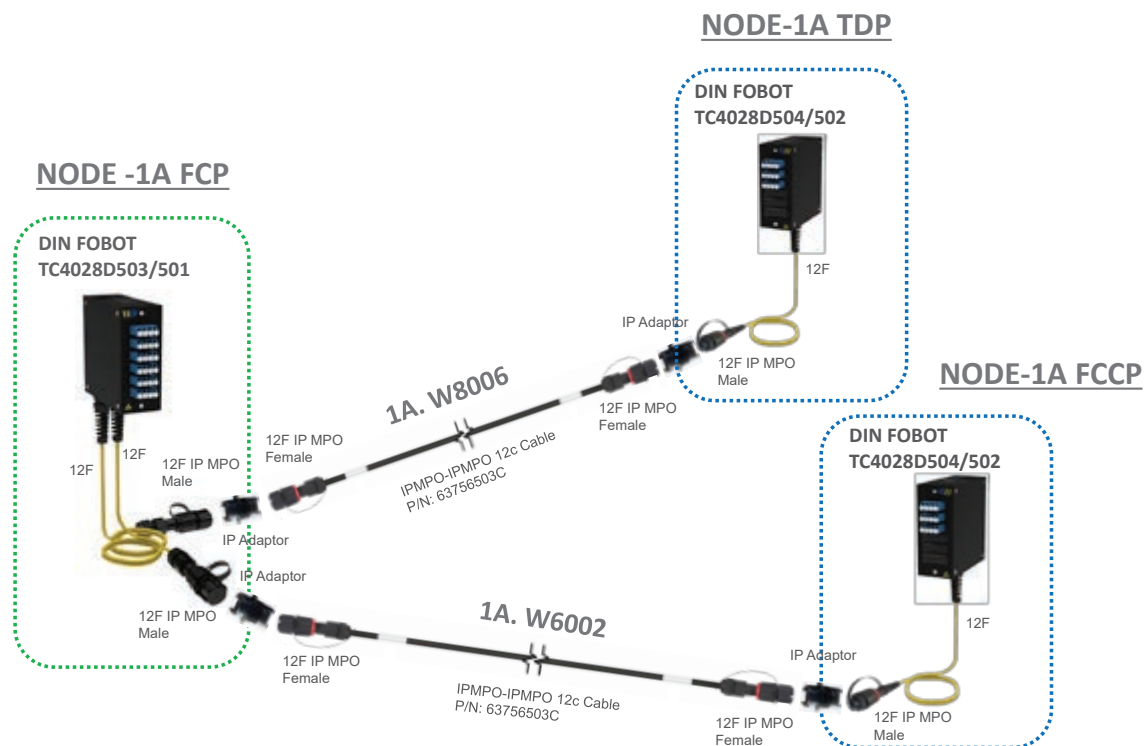 NODE-1A TDP
DIN FOBOT
TC4028D504/502
12F
IP Adaptor
12F IP MPO
Male
12F IP MPO
Female
NODE -1A FCP
DIN FOBOT
TC4028D503/501
12F
12F
12F IP MPO
Male
IP Adaptor
12F IP MPO
Female
1A. W8006
IPMPO-IPMPO 12c Cable
P/N: 63756503C
IP Adaptor
12F IP MPO
Male
12F IP MPO
Female
1A. W6002
IPMPO-IPMPO 12c Cable
P/N: 63756503C
NODE-1A FCCP
DIN FOBOT
TC4028D504/502
12F
IP Adaptor
12F IP MPO
Female
12F IP MPO
Male